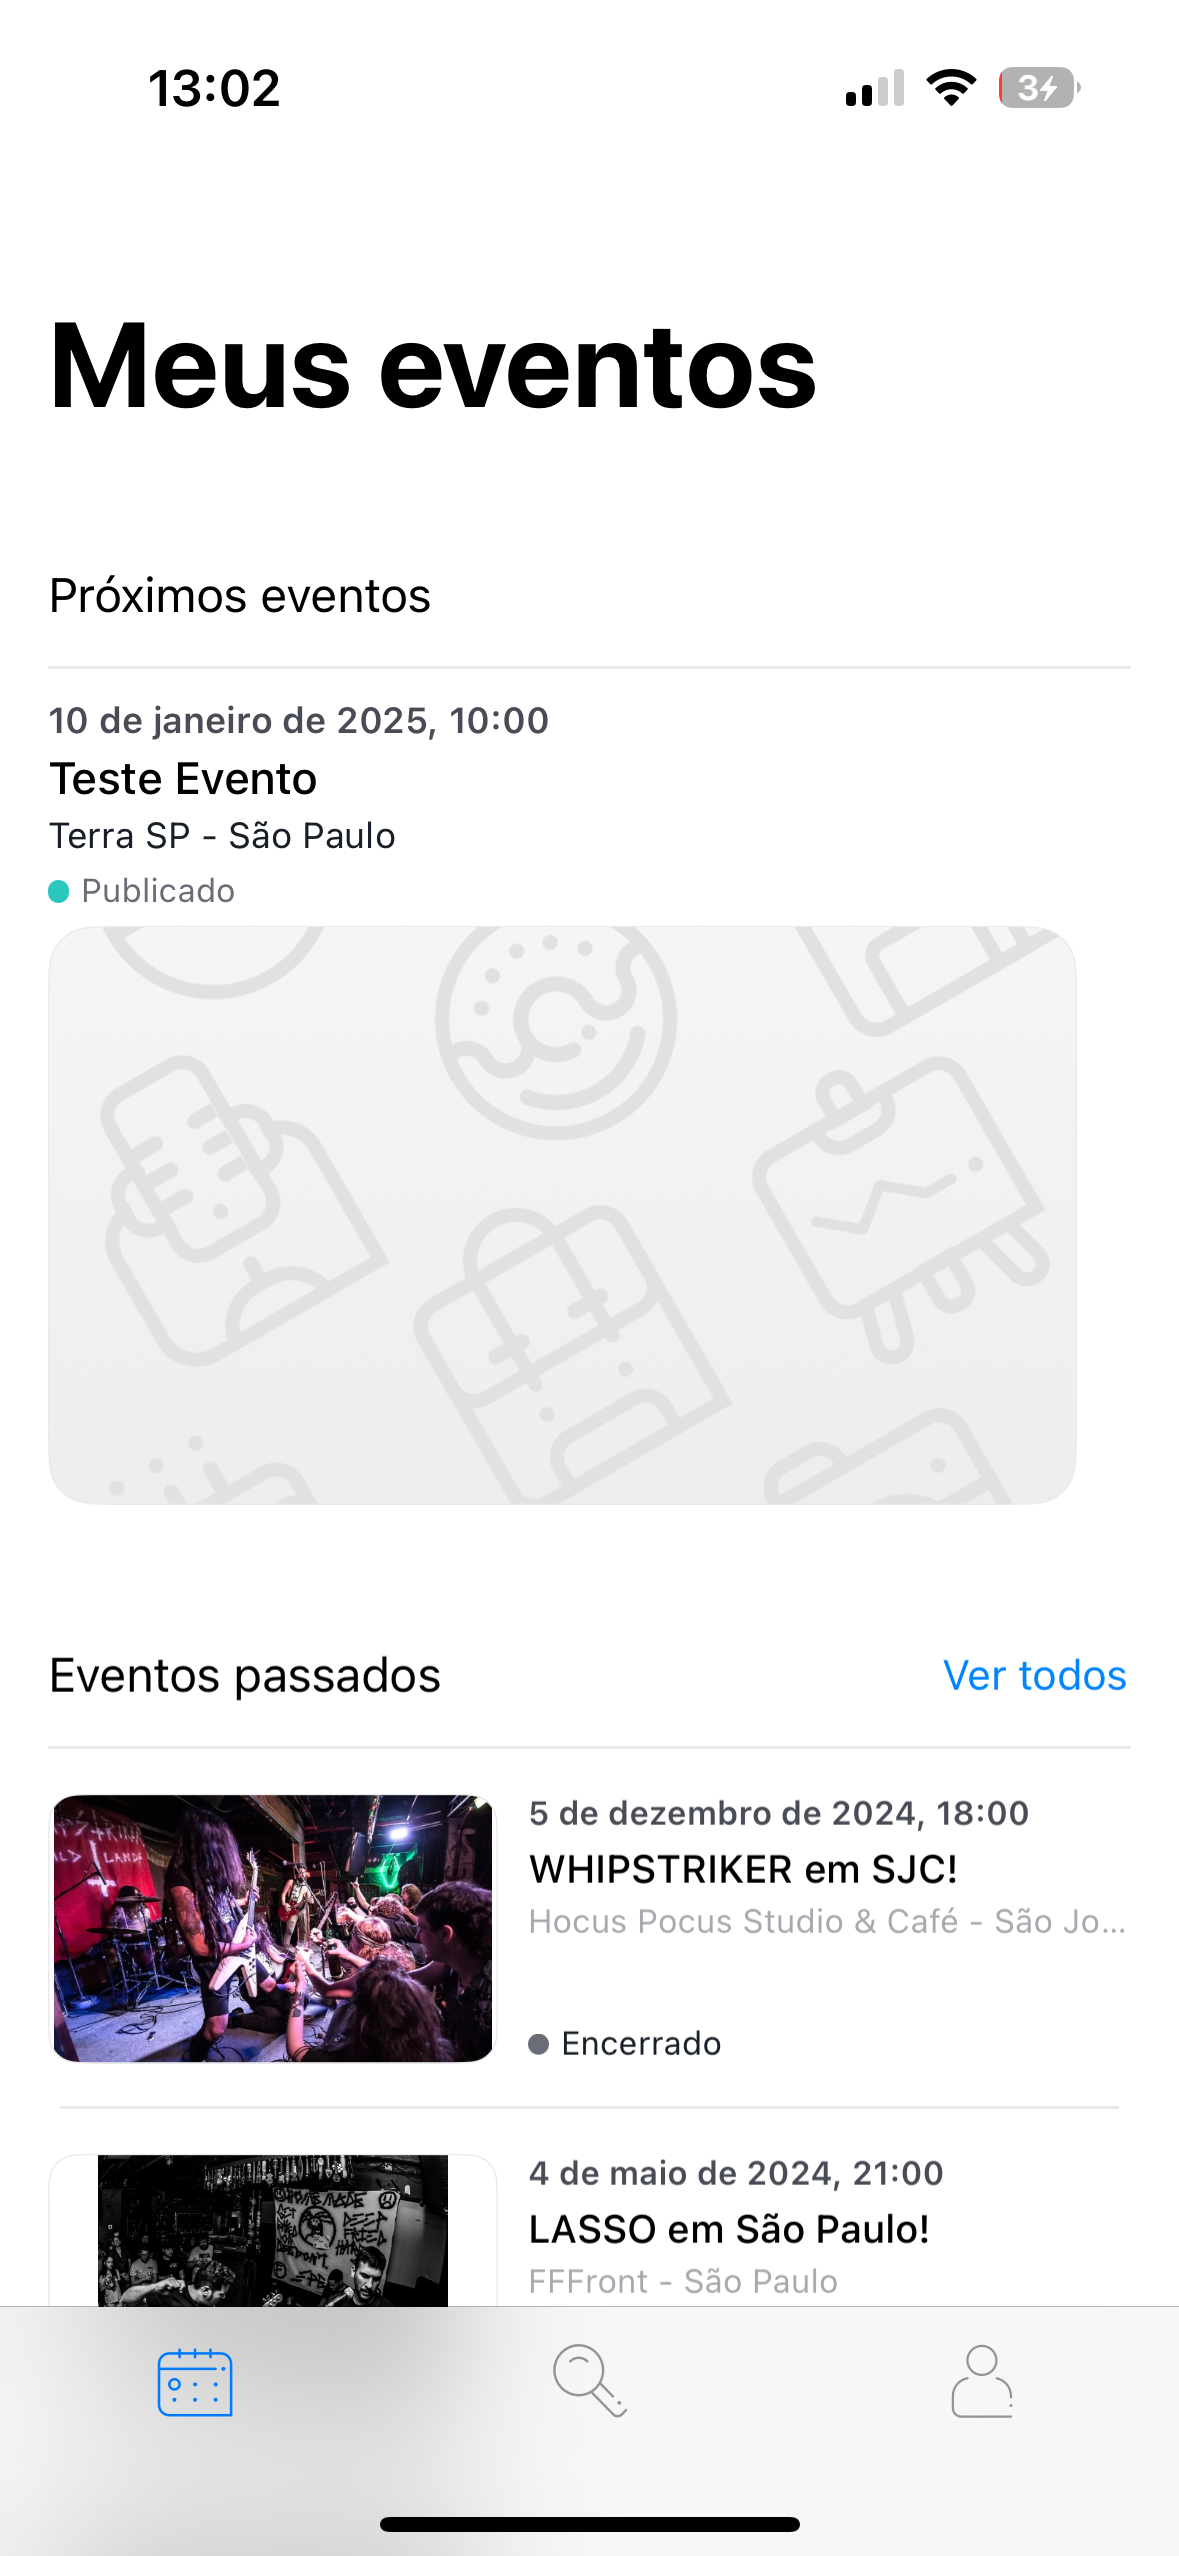 13:02
3
Meus eventos
Próximos eventos
10 de janeiro de 2025, 10:00
Teste Evento
Terra SP - São Paulo
Publicado
Eventos passados
Ver todos
5 de dezembro de 2024, 18:00
WHIPSTRIKER em SJC!
Hocus Pocus Studio & Café - São Jo...
Encerrado
4 de maio de 2024, 21:00
LASSO em São Paulo!
FFFront - São Paulo